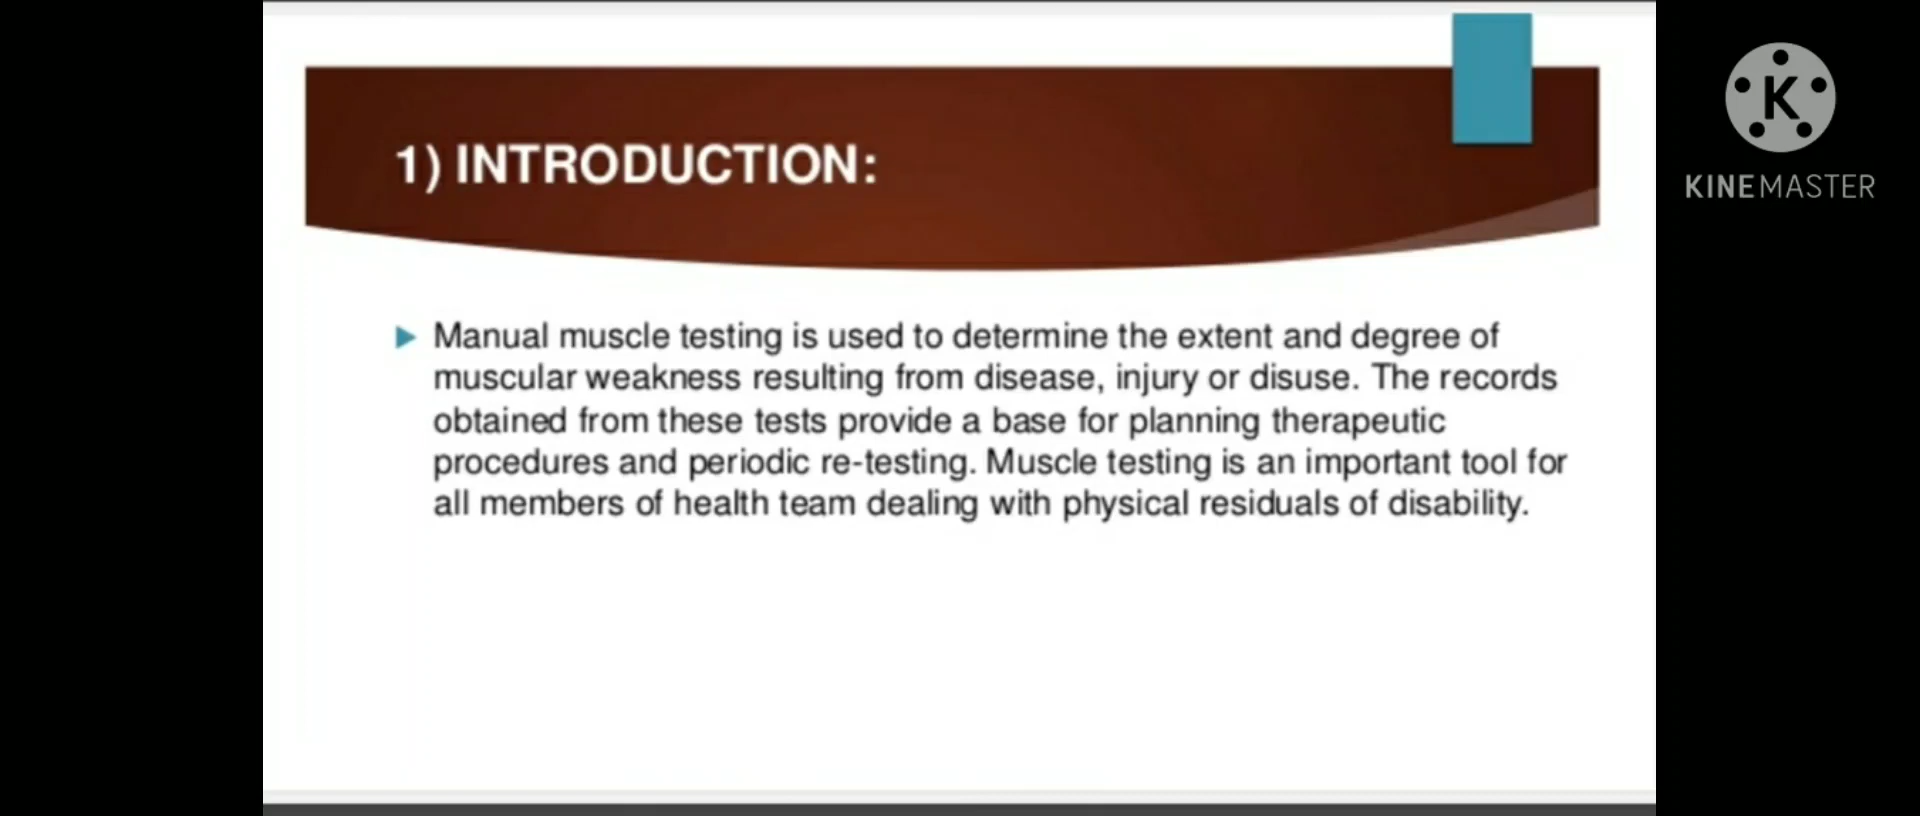 1) INTRODUCTION:
Manual muscle testing is used to determine the extent and degree of
muscular weakness resulting from disease, injury or disuse. The records
obtained from these tests provide a base for planning therapeutic
procedures and periodic re-testing. Muscle testing is an important tool for
all members of health team dealing with physical residuals of disability.
K
KINEMASTER